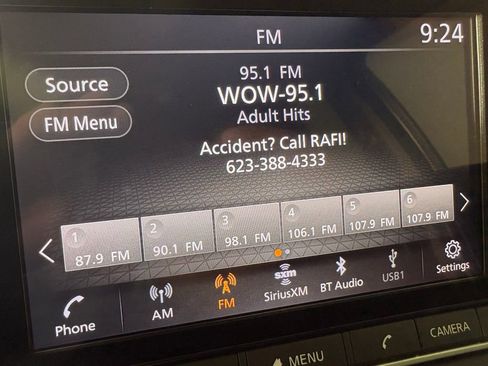 FM
9:24
Source
FM Menu
95.1 FM
WOW-95.1
Adult Hits
Accident? Call RAFI!
623-388-4333
1
87.9 FM
2
90.1 FM
3
98.1 FM
4
106.1 FM
5
107.9 FM
6
107.9 FM
Phone
AM
FM
sxm
SiriusXM
BT Audio
USB1
Settings
MENU
CAMERA